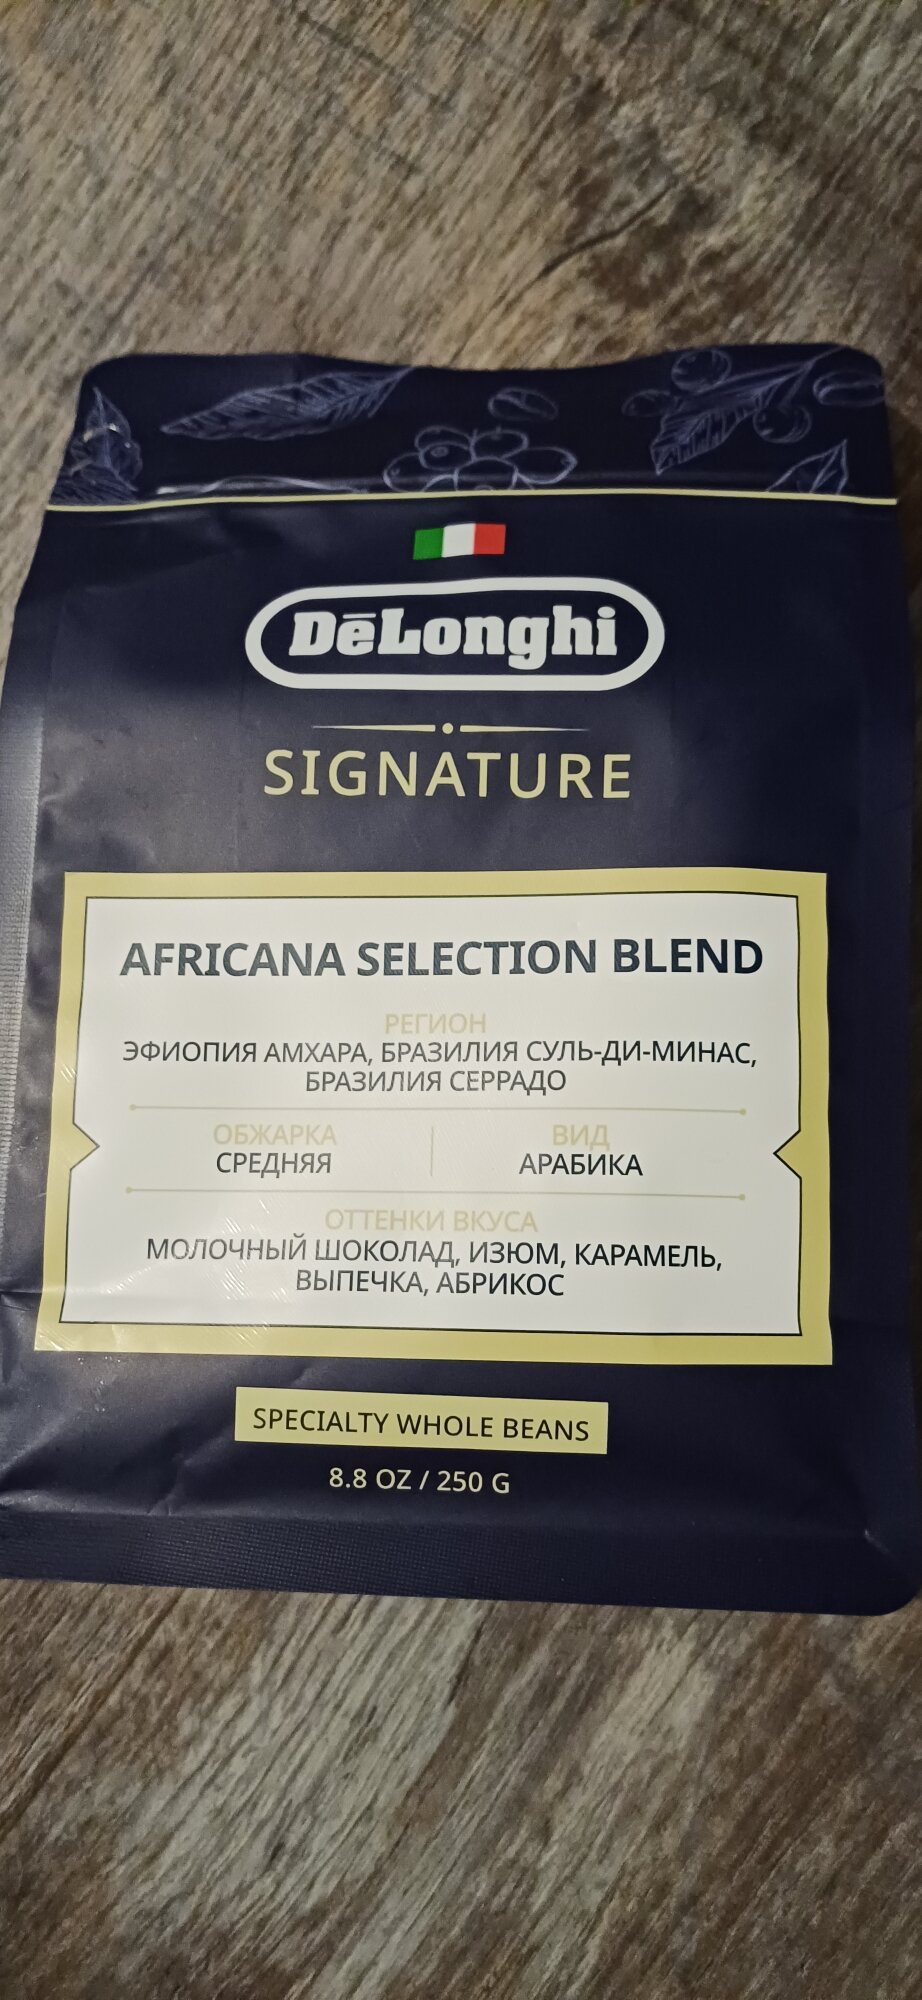 DēLonghi
SIGNATURE
AFRICANA SELECTION BLEND
РЕГИОН
ЭФИОПИЯ АМХАРА, БРАЗИЛИЯ СУЛЬ-ДИ-МИНАС,
БРАЗИЛИЯ СЕРРАДО
ОБЖАРКА
СРЕДНЯЯ
ВИД
АРАБИКА
ОТТЕНКИ ВКУСА
МОЛОЧНЫЙ ШОКОЛАД, ИЗЮМ, КАРАМЕЛЬ,
ВЫПЕЧКА, АБРИКОС
SPECIALTY WHOLE BEANS
8.8 OZ / 250 G